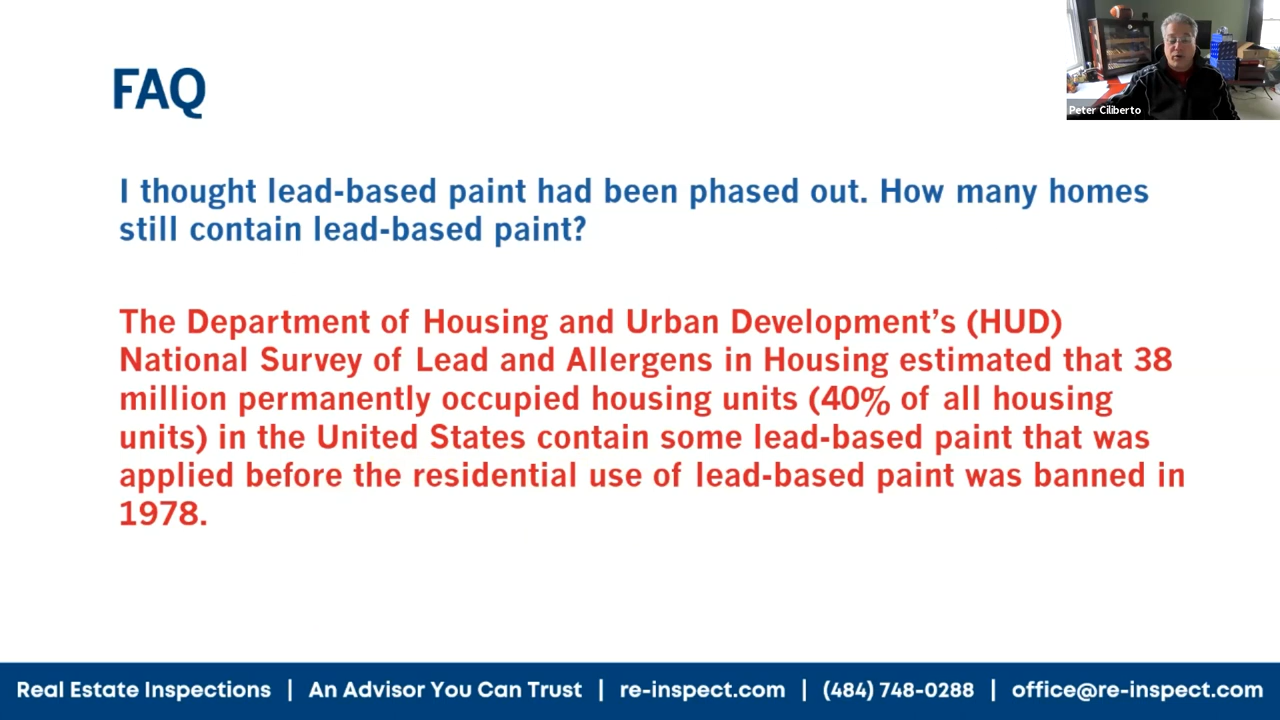 FAQ
Peter Ciliberto
I thought lead-based paint had been phased out. How many homes
still contain lead-based paint?
The Department of Housing and Urban Development's (HUD)
National Survey of Lead and Allergens in Housing estimated that 38
million permanently occupied housing units (40% of all housing
units) in the United States contain some lead-based paint that was
applied before the residential use of lead-based paint was banned in
1978.
Real Estate Inspections | An Advisor You Can Trust | re-inspect.com | (484) 748-0288 | office@re-inspect.com